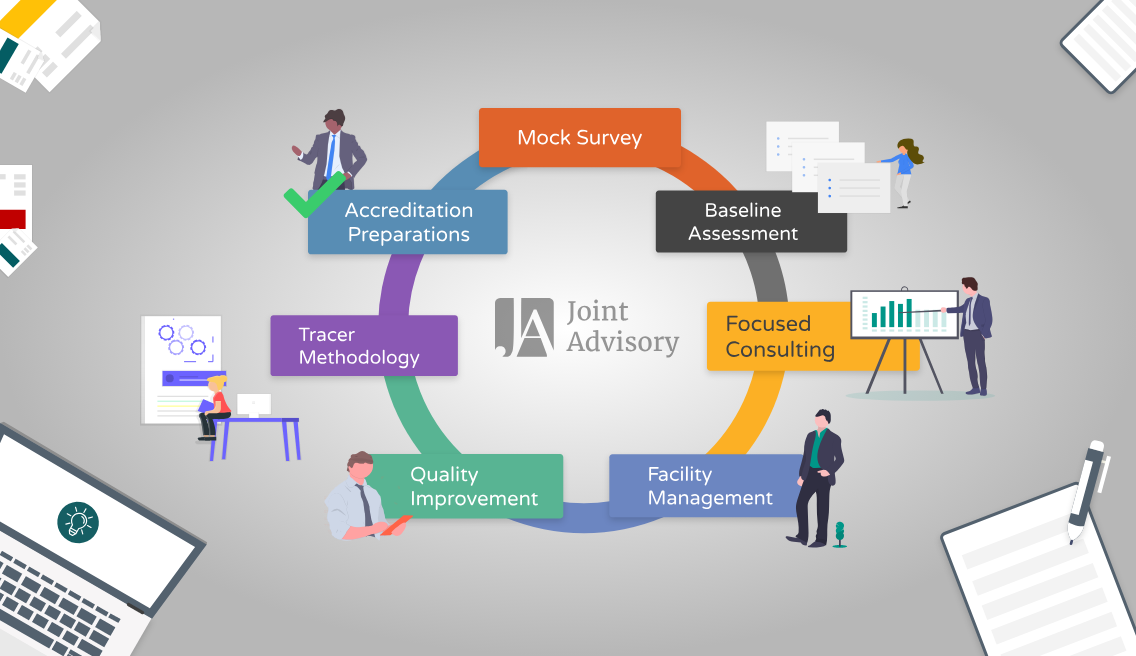 Mock Survey
Accreditation
Preparations
Baseline
Assessment
JA Joint
Advisory
Focused
Consulting
Tracer
Methodology
Quality
Improvement
Facility
Management